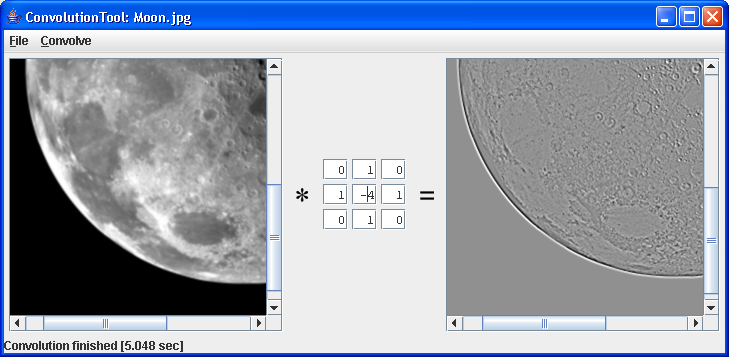 ConvolutionTool: Moon.jpg
File Convolve
0 1 0
* 1 -4 1 =
0 1 0
Convolution finished [5.048 sec]